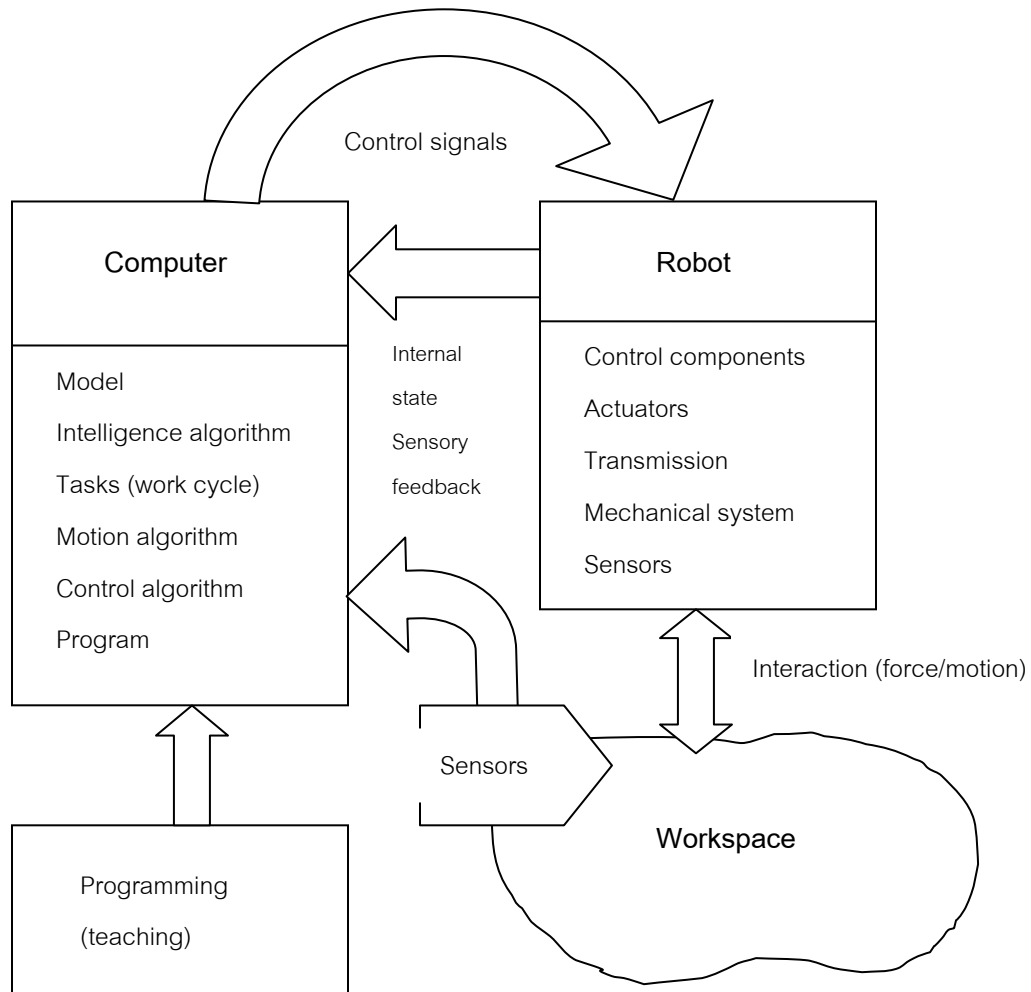 Control signals
Computer
Model
Intelligence algorithm
Tasks (work cycle)
Motion algorithm
Control algorithm
Program
Internal
state
Sensory
feedback
Robot
Control components
Actuators
Transmission
Mechanical system
Sensors
Interaction (force/motion)
Sensors
Workspace
Programming
(teaching)